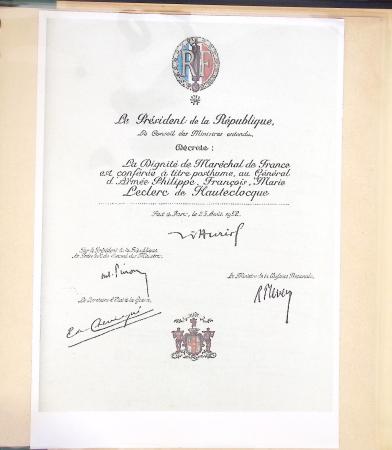 RF
Le Président de la République,
Le Conseil des Ministres entendu,
Décrète :
La Dignité de Maréchal de France
est conférée à titre posthume, au Général
d'Armée Philippe, François, Marie
Leclerc de Hauteclocque
Fait à Paris, le 23 Août 1952
Par le Président de la République
Le Président du Conseil des Ministres
Le Ministre de la Défense Nationale,
Le Secrétaire d'Etat à la Guerre,